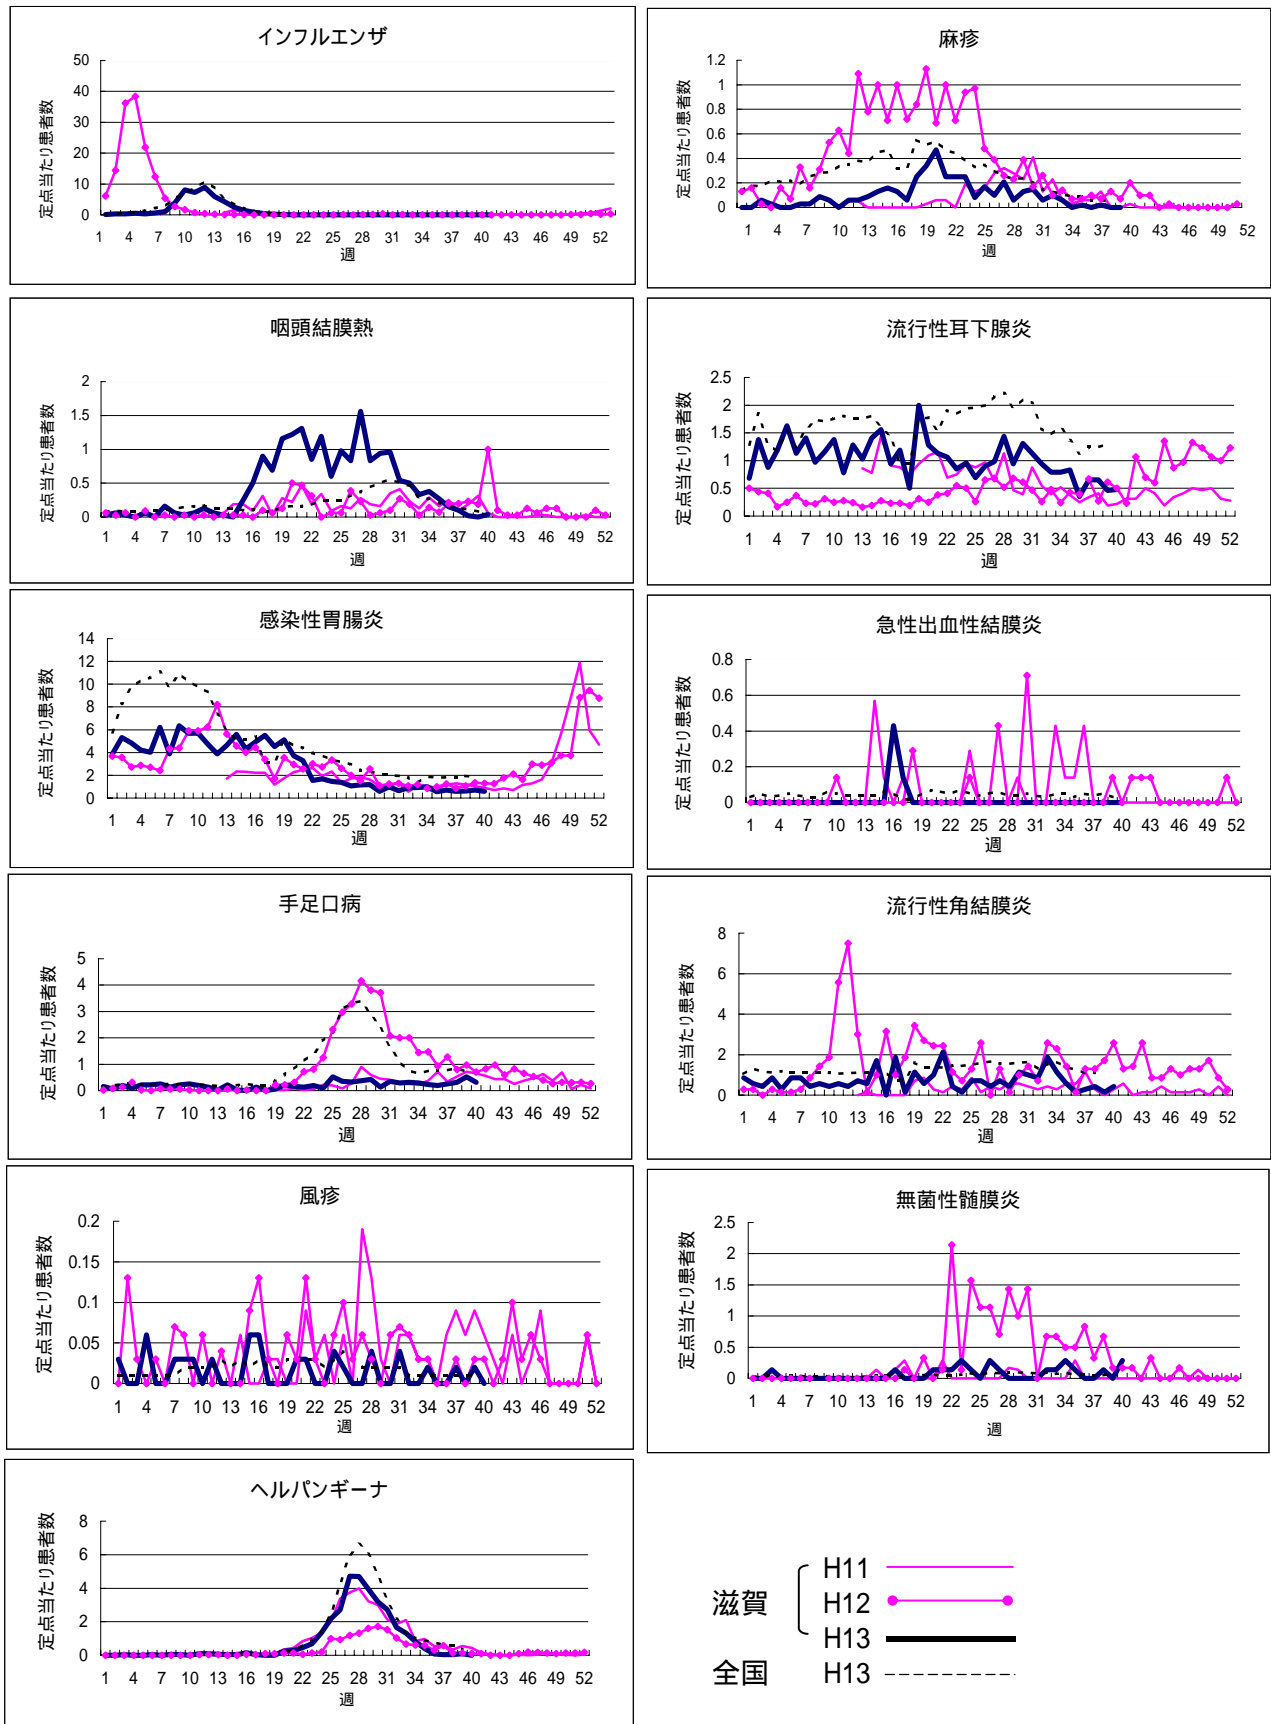 インフルエンザ
定点当たり患者数
50
40
30
20
10
0
1 4 7 10 13 16 19 22 25 28 31 34 37 40 43 46 49 52
週
麻疹
定点当たり患者数
1.2
1
0.8
0.6
0.4
0.2
0
1 4 7 10 13 16 19 22 25 28 31 34 37 40 43 46 49 52
週
咽頭結膜熱
定点当たり患者数
2
1.5
1
0.5
0
1 4 7 10 13 16 19 22 25 28 31 34 37 40 43 46 49 52
週
流行性耳下腺炎
定点当たり患者数
2.5
2
1.5
1
0.5
0
1 4 7 10 13 16 19 22 25 28 31 34 37 40 43 46 49 52
週
感染性胃腸炎
定点当たり患者数
14
12
10
8
6
4
2
0
1 4 7 10 13 16 19 22 25 28 31 34 37 40 43 46 49 52
週
急性出血性結膜炎
定点当たり患者数
0.8
0.6
0.4
0.2
0
1 4 7 10 13 16 19 22 25 28 31 34 37 40 43 46 49 52
週
手足口病
定点当たり患者数
5
4
3
2
1
0
1 4 7 10 13 16 19 22 25 28 31 34 37 40 43 46 49 52
週
流行性角結膜炎
定点当たり患者数
8
6
4
2
0
1 4 7 10 13 16 19 22 25 28 31 34 37 40 43 46 49 52
週
風疹
定点当たり患者数
0.2
0.15
0.1
0.05
0
1 4 7 10 13 16 19 22 25 28 31 34 37 40 43 46 49 52
週
無菌性髄膜炎
定点当たり患者数
2.5
2
1.5
1
0.5
0
1 4 7 10 13 16 19 22 25 28 31 34 37 40 43 46 49 52
週
ヘルパンギーナ
定点当たり患者数
8
6
4
2
0
1 4 7 10 13 16 19 22 25 28 31 34 37 40 43 46 49 52
週
H11
滋賀 H12
H13
全国 H13